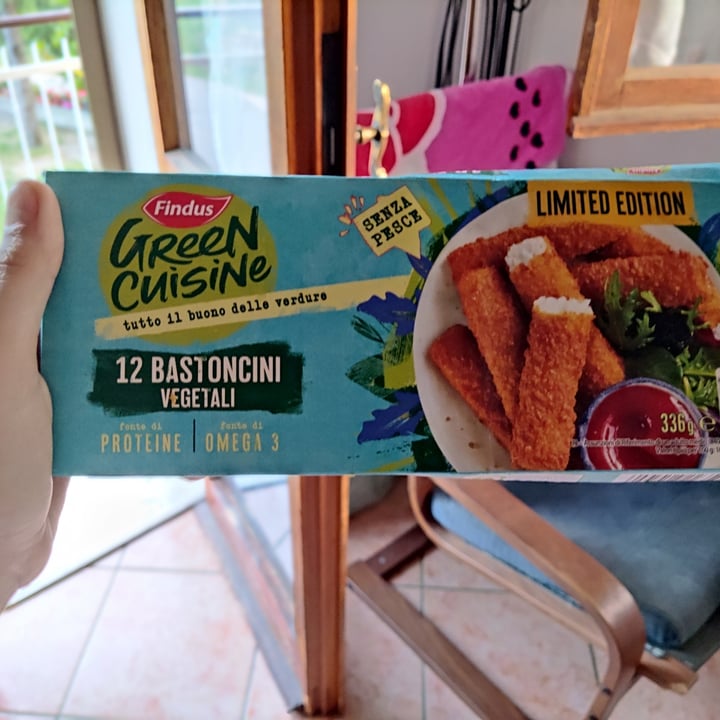 Findus
GREEN
CUISINE
tutto il buono delle verdure
12 BASTONCINI
VEGETALI
fonte di
PROTEINE
fonte di
OMEGA 3
SENZA
PESCE
LIMITED EDITION
336g e